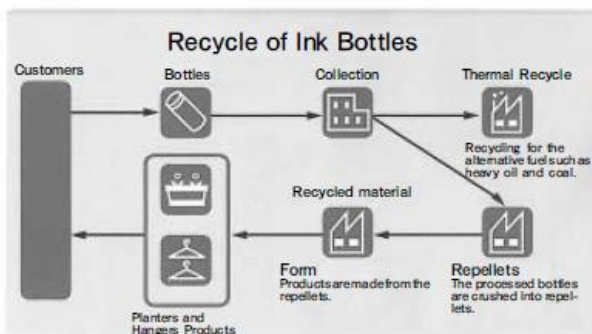 Recycle of Ink Bottles
Customers
Bottles
Collection
Thermal Recycle
Recycling for the
alternative fuel such as
heavy oil and coal.
Recycled material
Form
Products are made from the
repellets.
Repellets
The processed bottles
are crushed into repel-
lets.
Planters and
Hangers Products